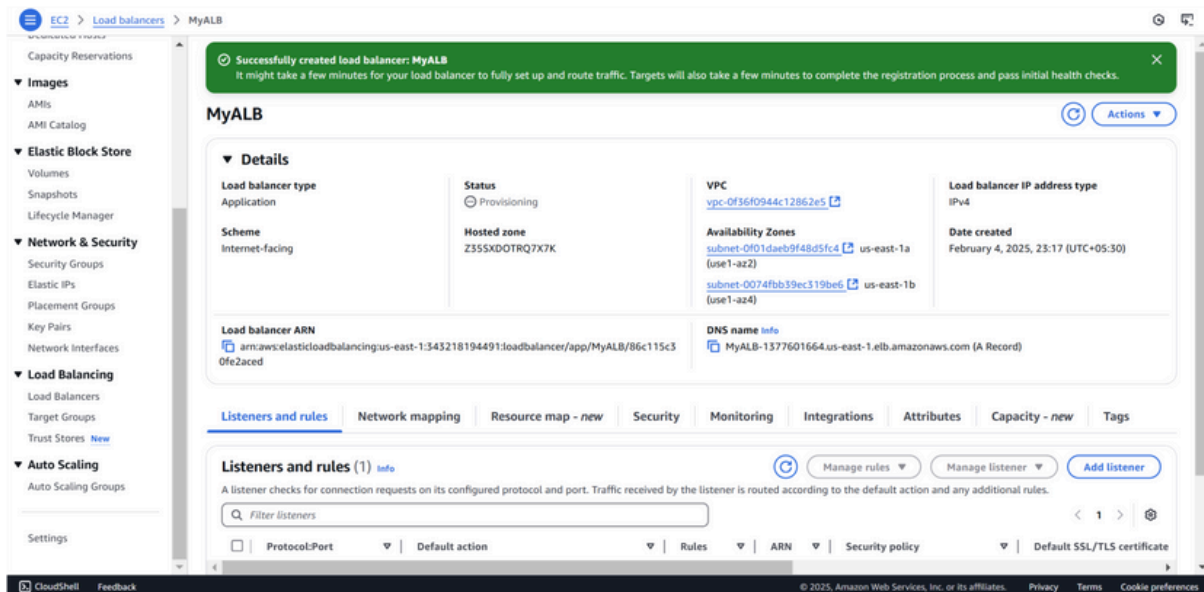 EC2 > Load balancers > MyALB
Capacity Reservations
Images
AMIs
AMI Catalog
Elastic Block Store
Volumes
Snapshots
Lifecycle Manager
Network & Security
Security Groups
Elastic IPs
Placement Groups
Key Pairs
Network Interfaces
Load Balancing
Load Balancers
Target Groups
Trust Stores New
Auto Scaling
Auto Scaling Groups
Settings
Successfully created load balancer: MyALB
It might take a few minutes for your load balancer to fully set up and route traffic. Targets will also take a few minutes to complete the registration process and pass initial health checks.
MyALB
Actions
Details
Load balancer type
Application
Status
Provisioning
VPC
vpc-0f36f0944c12862e5
Load balancer IP address type
IPv4
Scheme
Internet-facing
Hosted zone
Z35SXDOTRQ7X7K
Availability Zones
subnet-0f01daeb9f48d5fc4 us-east-1a
(use1-az2)
subnet-0074fbb39ec319be6 us-east-1b
(use1-az4)
Date created
February 4, 2025, 23:17 (UTC+05:30)
Load balancer ARN
arn:aws:elasticloadbalancing:us-east-1:343218194491:loadbalancer/app/MyALB/86c115c3
0fe2aced
DNS name Info
MyALB-1377601664.us-east-1.elb.amazonaws.com (A Record)
Listeners and rules Network mapping Resource map - new Security Monitoring Integrations Attributes Capacity - new Tags
Listeners and rules (1) Info
Manage rules Manage listener Add listener
A listener checks for connection requests on its configured protocol and port. Traffic received by the listener is routed according to the default action and any additional rules.
Filter listeners
1
Protocol:Port Default action Rules ARN Security policy Default SSL/TLS certificate
CloudShell Feedback © 2025, Amazon Web Services, Inc. or its affiliates. Privacy Terms Cookie preferences